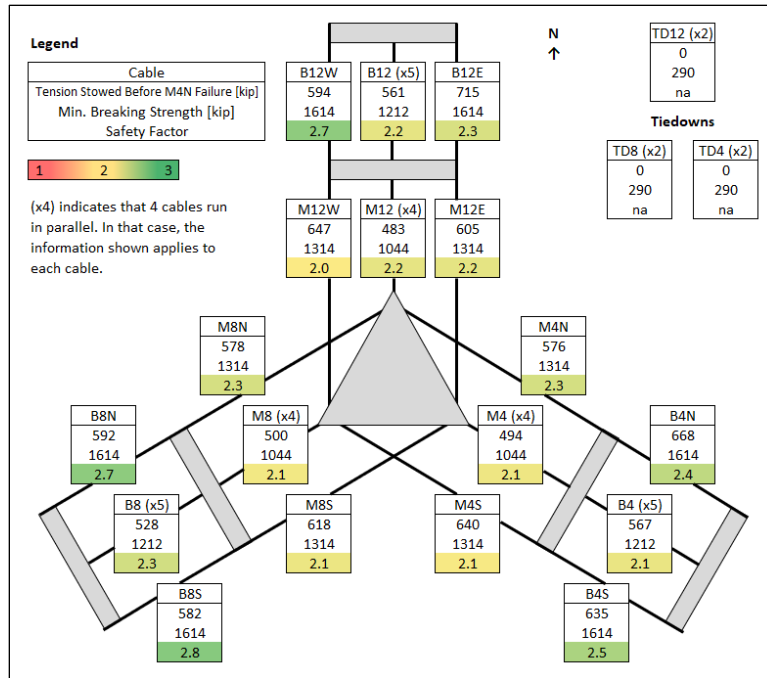 Legend
Cable
Tension Stowed Before M4N Failure [kip]
Min. Breaking Strength [kip]
Safety Factor
1 2 3
(x4) indicates that 4 cables run
in parallel. In that case, the
information shown applies to
each cable.
N
↑
B12W
594
1614
2.7
B12 (x5)
561
1212
2.2
B12E
715
1614
2.3
TD12 (x2)
0
290
na
Tiedowns
TD8 (x2)
0
290
na
TD4 (x2)
0
290
na
M12W
647
1314
2.0
M12 (x4)
483
1044
2.2
M12E
605
1314
2.2
M8N
578
1314
2.3
M4N
576
1314
2.3
B8N
592
1614
2.7
M8 (x4)
500
1044
2.1
M4 (x4)
494
1044
2.1
B4N
668
1614
2.4
B8 (x5)
528
1212
2.3
M8S
618
1314
2.1
M4S
640
1314
2.1
B4 (x5)
567
1212
2.1
B8S
582
1614
2.8
B4S
635
1614
2.5